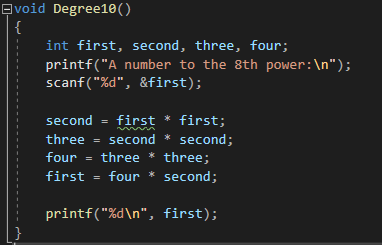 void Degree10()
{
int first, second, three, four;
printf("A number to the 8th power:\n");
scanf("%d", &first);
second = first * first;
three = second * second;
four = three * three;
first = four * second;
printf("%d\n", first);
}